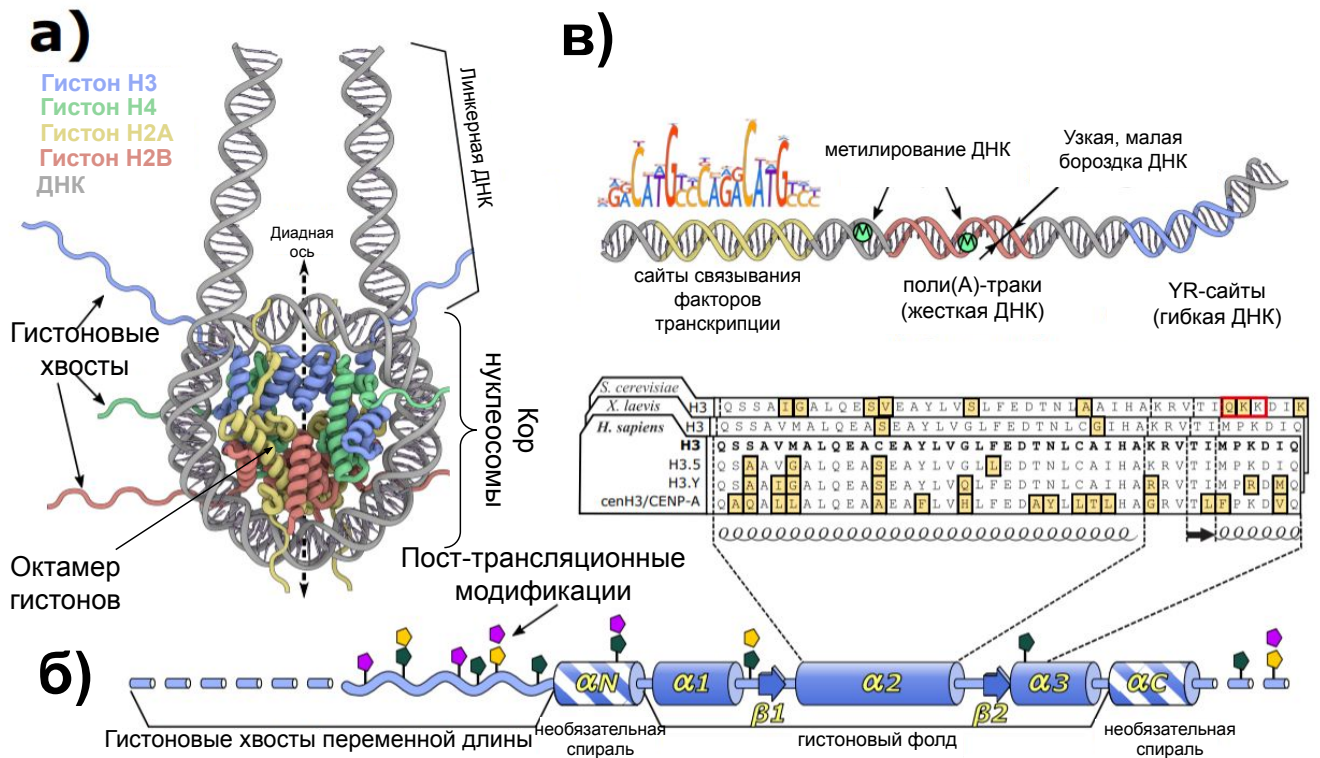 а)
Гистон H3
Гистон H4
Гистон H2A
Гистон H2B
ДНК
Линкерная ДНК
Диадная
ось
Гистоновые
хвосты
Кор
нуклеосомы
Октамер
гистонов
Пост-трансляционные
модификации
в)
метилирование ДНК
Узкая, малая
бороздка ДНК
M
M
сайты связывания
факторов
транскрипции
поли(А)-траки
(жесткая ДНК)
YR-сайты
(гибкая ДНК)
S. cerevisiae
X. laevis
H. sapiens
H3 QSSAIGALQESVEAYLVSLFEDTNLAAIHAKRVTIQKKDIK
H3 QSSAVMALQEASEAYLVGLFEDTNLCGIHAKRVTIMPKDIQ
H3 QSSAVMALQEACEAYLVGLFEDTNLCAIHAKRVTIMPKDIQ
H3.5 QSAAVGALQEASEAYLVGLLEDTNLCAIHAKRVTIMPKDIQ
H3.Y QSAAIGALQEASEAYLVQLFEDTNLCAIHARRVTIMPRDMQ
cenH3/CENP-A QAQALLALQEASEAFLVHLFEDAYLLTLHAGRVTLFPKDVQ
б)
αN
α1
β1
α2
β2
α3
αC
Гистоновые хвосты переменной длины
необязательная
спираль
гистоновый фолд
необязательная
спираль